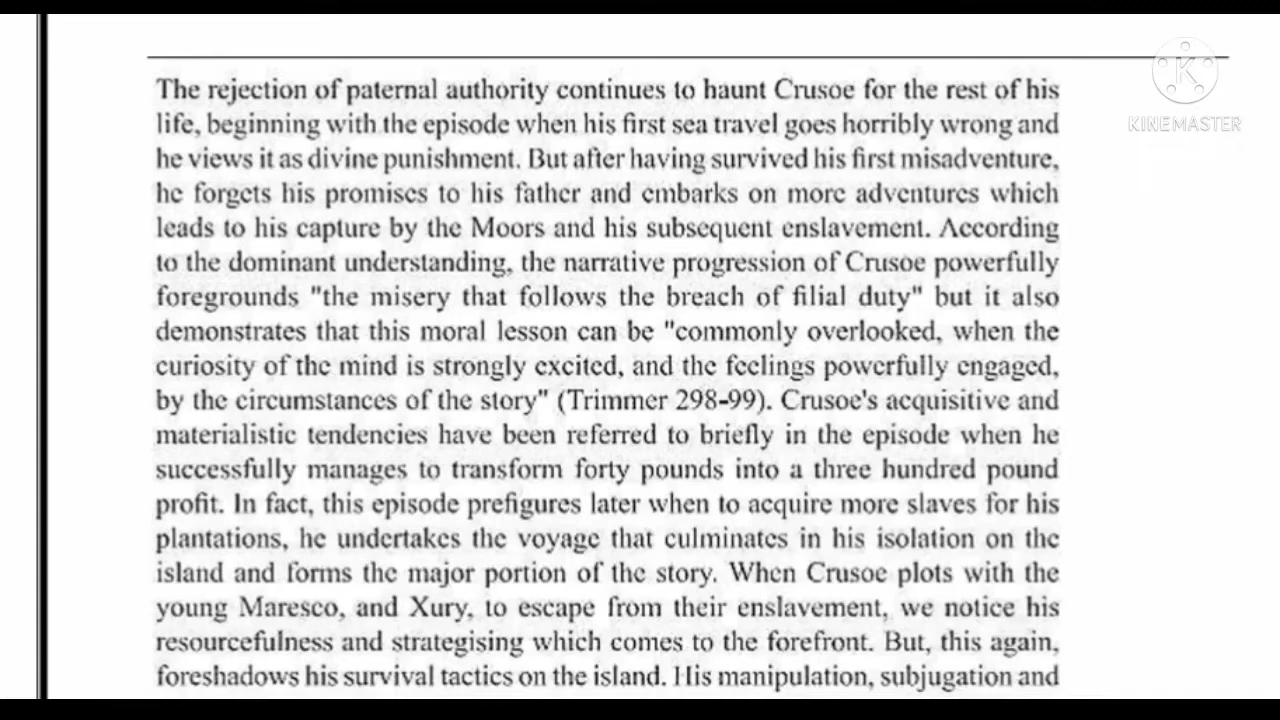 The rejection of paternal authority continues to haunt Crusoe for the rest of his
life, beginning with the episode when his first sea travel goes horribly wrong and
he views it as divine punishment. But after having survived his first misadventure,
he forgets his promises to his father and embarks on more adventures which
leads to his capture by the Moors and his subsequent enslavement. According
to the dominant understanding, the narrative progression of Crusoe powerfully
foregrounds "the misery that follows the breach of filial duty" but it also
demonstrates that this moral lesson can be "commonly overlooked, when the
curiosity of the mind is strongly excited, and the feelings powerfully engaged,
by the circumstances of the story" (Trimmer 298-99). Crusoe's acquisitive and
materialistic tendencies have been referred to briefly in the episode when he
successfully manages to transform forty pounds into a three hundred pound
profit. In fact, this episode prefigures later when to acquire more slaves for his
plantations, he undertakes the voyage that culminates in his isolation on the
island and forms the major portion of the story. When Crusoe plots with the
young Maresco, and Xury, to escape from their enslavement, we notice his
resourcefulness and strategising which comes to the forefront. But, this again,
foreshadows his survival tactics on the island. His manipulation, subjugation and
K
KINEMASTER